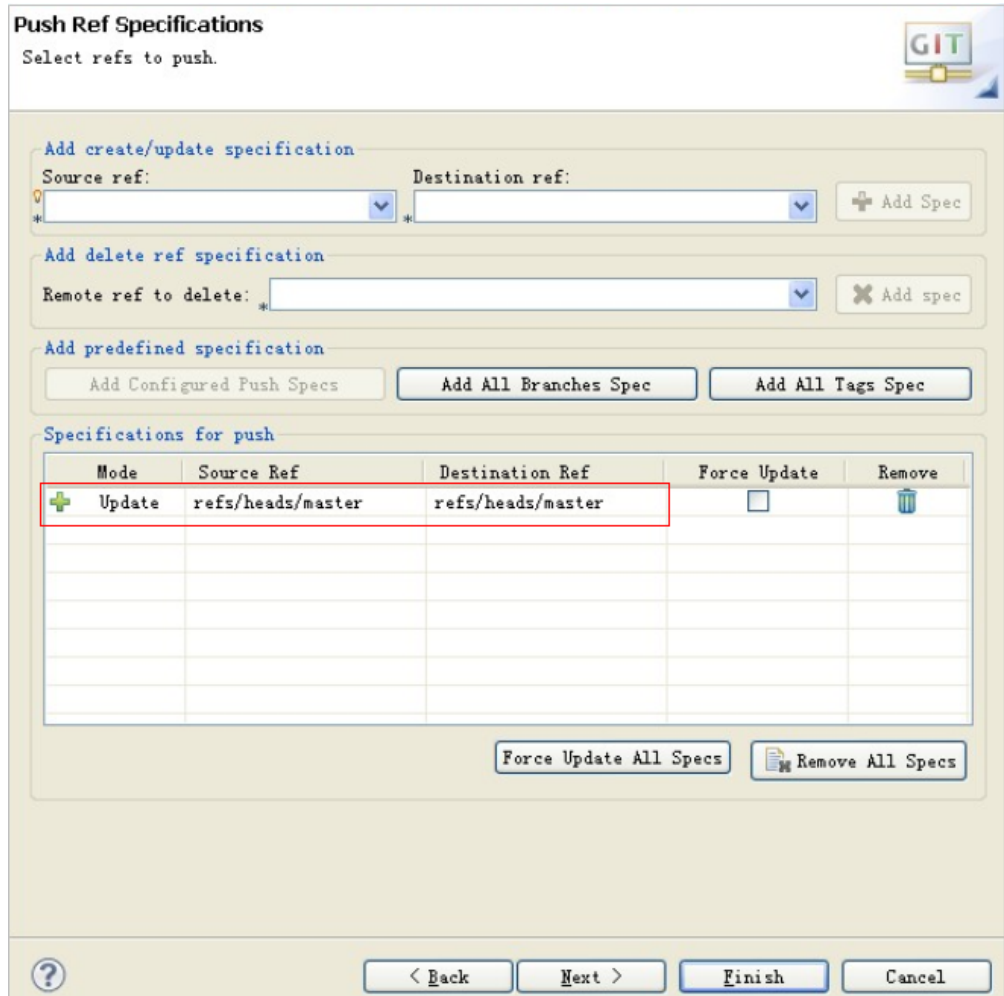 Push Ref Specifications
Select refs to push.
GIT
Add create/update specification
Source ref: Destination ref:
* * Add Spec
Add delete ref specification
Remote ref to delete: * Add spec
Add predefined specification
Add Configured Push Specs Add All Branches Spec Add All Tags Spec
Specifications for push
Mode Source Ref Destination Ref Force Update Remove
Update refs/heads/master refs/heads/master
Force Update All Specs Remove All Specs
? < Back Next > Finish Cancel